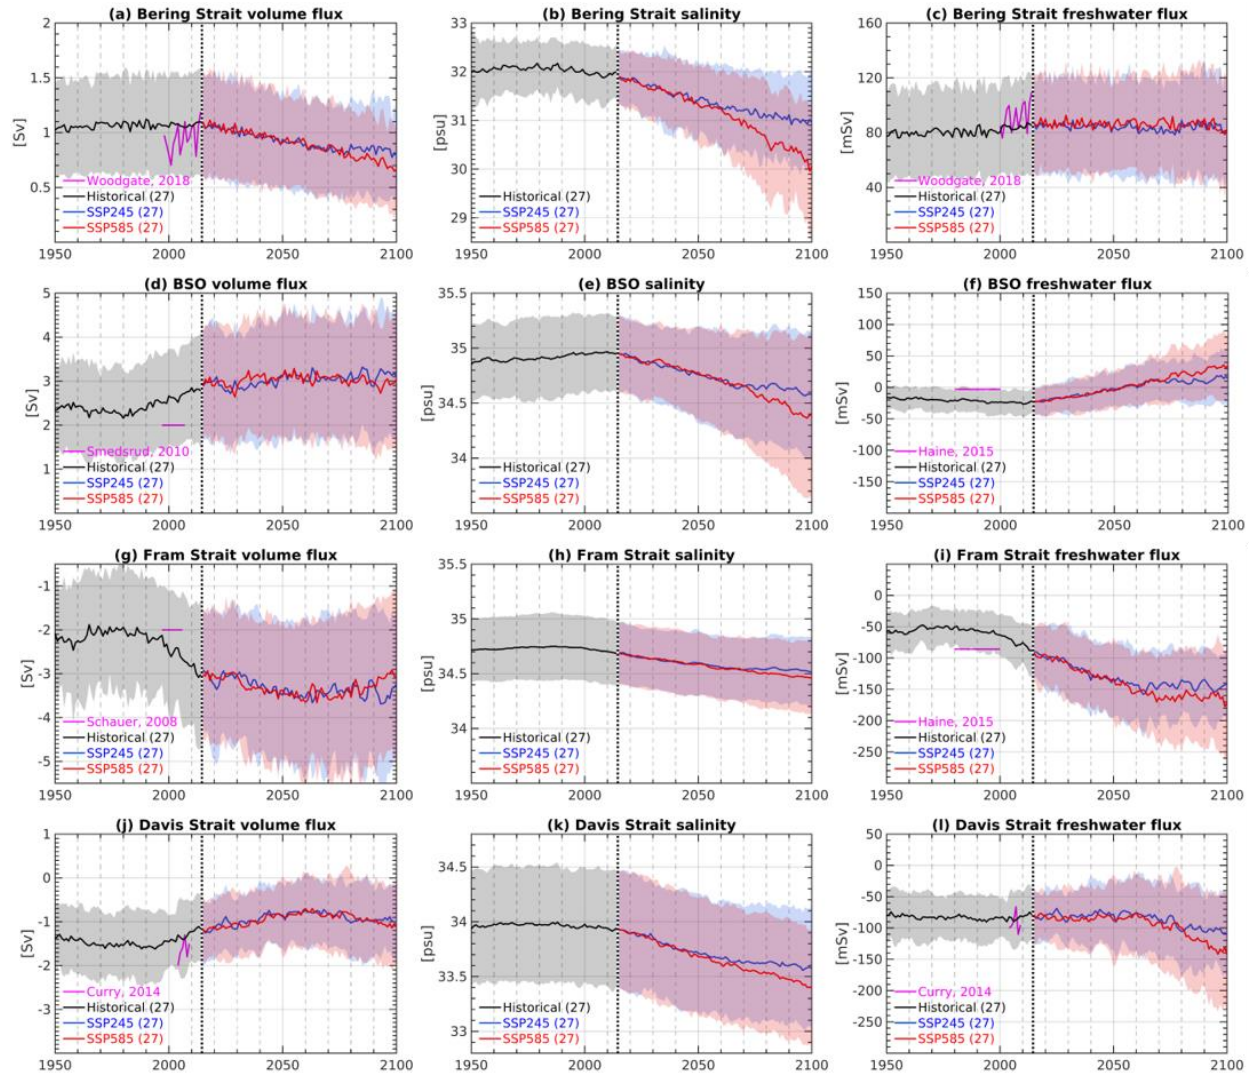 (a) Bering Strait volume flux
2
1.5
1
0.5
1
[Sv]
Woodgate, 2018
Historical (27)
SSP245 (27)
SSP585 (27)
1950 2000 2050 2100
(b) Bering Strait salinity
33
32
31
30
29
[psu]
Historical (27)
SSP245 (27)
SSP585 (27)
1950 2000 2050 2100
(c) Bering Strait freshwater flux
160
120
80
40
[mSv]
Woodgate, 2018
Historical (27)
SSP245 (27)
SSP585 (27)
1950 2000 2050 2100
(d) BSO volume flux
5
4
3
2
1
[Sv]
Smedsrud, 2010
Historical (27)
SSP245 (27)
SSP585 (27)
1950 2000 2050 2100
(e) BSO salinity
35.5
35
34.5
34
[psu]
Historical (27)
SSP245 (27)
SSP585 (27)
1950 2000 2050 2100
(f) BSO freshwater flux
150
100
50
0
-50
-100
-150
[mSv]
Haine, 2015
Historical (27)
SSP245 (27)
SSP585 (27)
1950 2000 2050 2100
(g) Fram Strait volume flux
-1
-2
-3
-4
-5
[Sv]
Schauer, 2008
Historical (27)
SSP245 (27)
SSP585 (27)
1950 2000 2050 2100
(h) Fram Strait salinity
35.5
35
34.5
34
[psu]
Historical (27)
SSP245 (27)
SSP585 (27)
1950 2000 2050 2100
(i) Fram Strait freshwater flux
0
-50
-100
-150
-200
-250
[mSv]
Haine, 2015
Historical (27)
SSP245 (27)
SSP585 (27)
1950 2000 2050 2100
(j) Davis Strait volume flux
1
0
-1
-2
-3
[Sv]
Curry, 2014
Historical (27)
SSP245 (27)
SSP585 (27)
1950 2000 2050 2100
(k) Davis Strait salinity
34.5
34
33.5
33
[psu]
Historical (27)
SSP245 (27)
SSP585 (27)
1950 2000 2050 2100
(l) Davis Strait freshwater flux
50
0
-50
-100
-150
-200
-250
[mSv]
Curry, 2014
Historical (27)
SSP245 (27)
SSP585 (27)
1950 2000 2050 2100